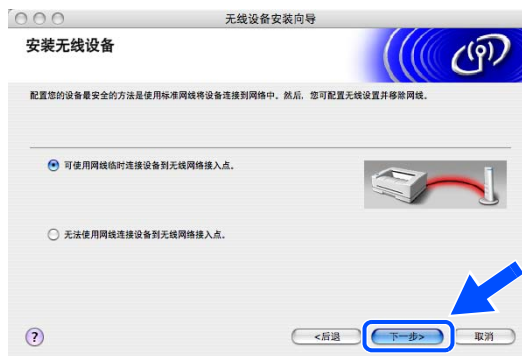 无线设备安装向导
安装无线设备
配置您的设备最安全的方法是使用标准网线将设备连接到网络中。然后，您可配置无线设置并移除网线。
可使用网线临时连接设备到无线网络接入点。
无法使用网线连接设备到无线网络接入点。
? <后退 下一步> 取消